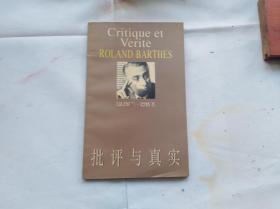 Critique et
Vérité
ROLAND BARTHES
批评与真实